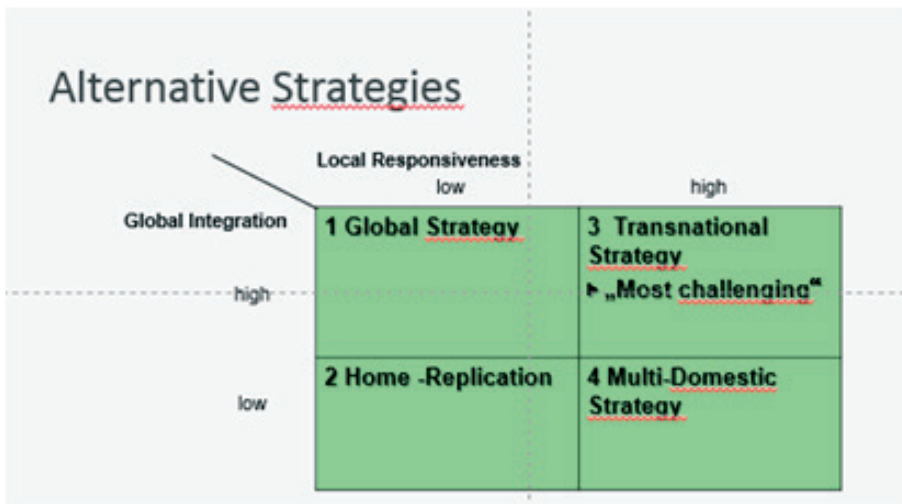 Alternative Strategies
Local Responsiveness
low high
Global Integration
1 Global Strategy
3 Transnational
Strategy
„Most challenging“
high
2 Home -Replication
4 Multi-Domestic
Strategy
low